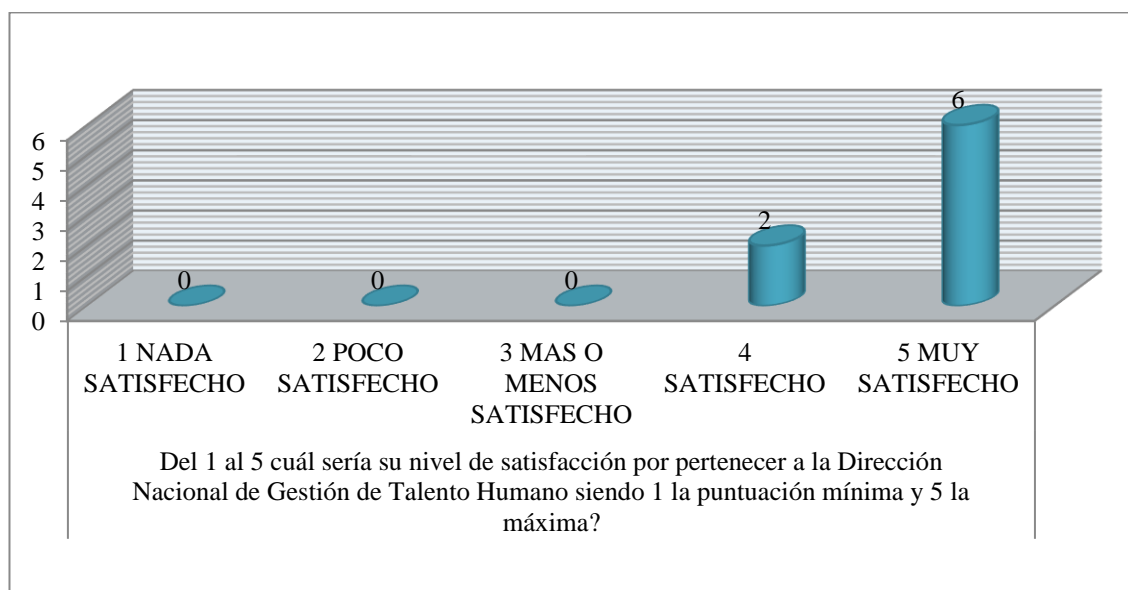 6
5
4
3
2
1
0
0
0
0
2
6
1 NADA
SATISFECHO
2 POCO
SATISFECHO
3 MAS O
MENOS
SATISFECHO
4
SATISFECHO
5 MUY
SATISFECHO
Del 1 al 5 cuál sería su nivel de satisfacción por pertenecer a la Dirección
Nacional de Gestión de Talento Humano siendo 1 la puntuación mínima y 5 la
máxima?